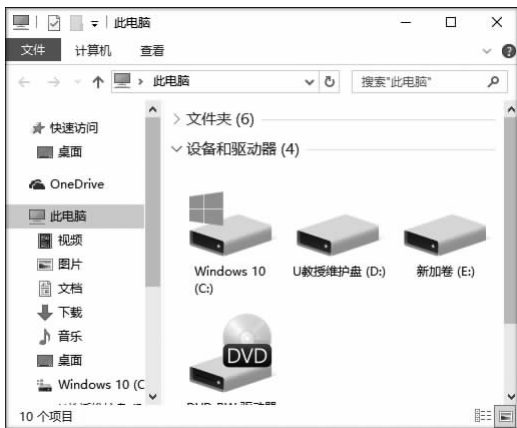 此电脑
文件 计算机 查看
此电脑 搜索"此电脑"
快速访问
桌面
OneDrive
此电脑
视频
图片
文档
下载
音乐
桌面
Windows 10 (C
文件夹 (6)
设备和驱动器 (4)
Windows 10
(C:)
U教授维护盘 (D:)
新加卷 (E:)
DVD
10 个项目